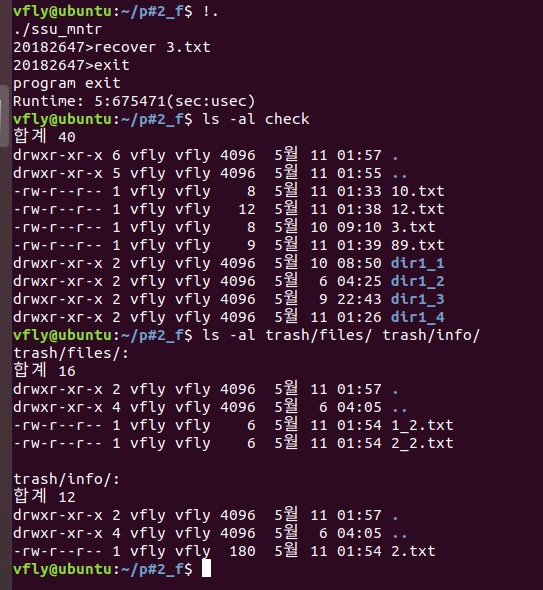 vfly@ubuntu:~/p#2_f$ !.
./ssu_mntr
20182647>recover 3.txt
20182647>exit
program exit
Runtime: 5:675471(sec:usec)
vfly@ubuntu:~/p#2_f$ ls -al check
합계 40
drwxr-xr-x 6 vfly vfly 4096  5월 11 01:57 .
drwxr-xr-x 5 vfly vfly 4096  5월 11 01:55 ..
-rw-r--r-- 1 vfly vfly    8  5월 11 01:33 10.txt
-rw-r--r-- 1 vfly vfly   12  5월 11 01:38 12.txt
-rw-r--r-- 1 vfly vfly    8  5월 10 09:10 3.txt
-rw-r--r-- 1 vfly vfly    9  5월 11 01:39 89.txt
drwxr-xr-x 2 vfly vfly 4096  5월 10 08:50 dir1_1
drwxr-xr-x 2 vfly vfly 4096  5월  6 04:25 dir1_2
drwxr-xr-x 2 vfly vfly 4096  5월  9 22:43 dir1_3
drwxr-xr-x 2 vfly vfly 4096  5월 11 01:26 dir1_4
vfly@ubuntu:~/p#2_f$ ls -al trash/files/ trash/info/
trash/files/:
합계 16
drwxr-xr-x 2 vfly vfly 4096  5월 11 01:57 .
drwxr-xr-x 4 vfly vfly 4096  5월  6 04:05 ..
-rw-r--r-- 1 vfly vfly    6  5월 11 01:54 1_2.txt
-rw-r--r-- 1 vfly vfly    6  5월 11 01:54 2_2.txt

trash/info/:
합계 12
drwxr-xr-x 2 vfly vfly 4096  5월 11 01:57 .
drwxr-xr-x 4 vfly vfly 4096  5월  6 04:05 ..
-rw-r--r-- 1 vfly vfly  180  5월 11 01:54 2.txt
vfly@ubuntu:~/p#2_f$